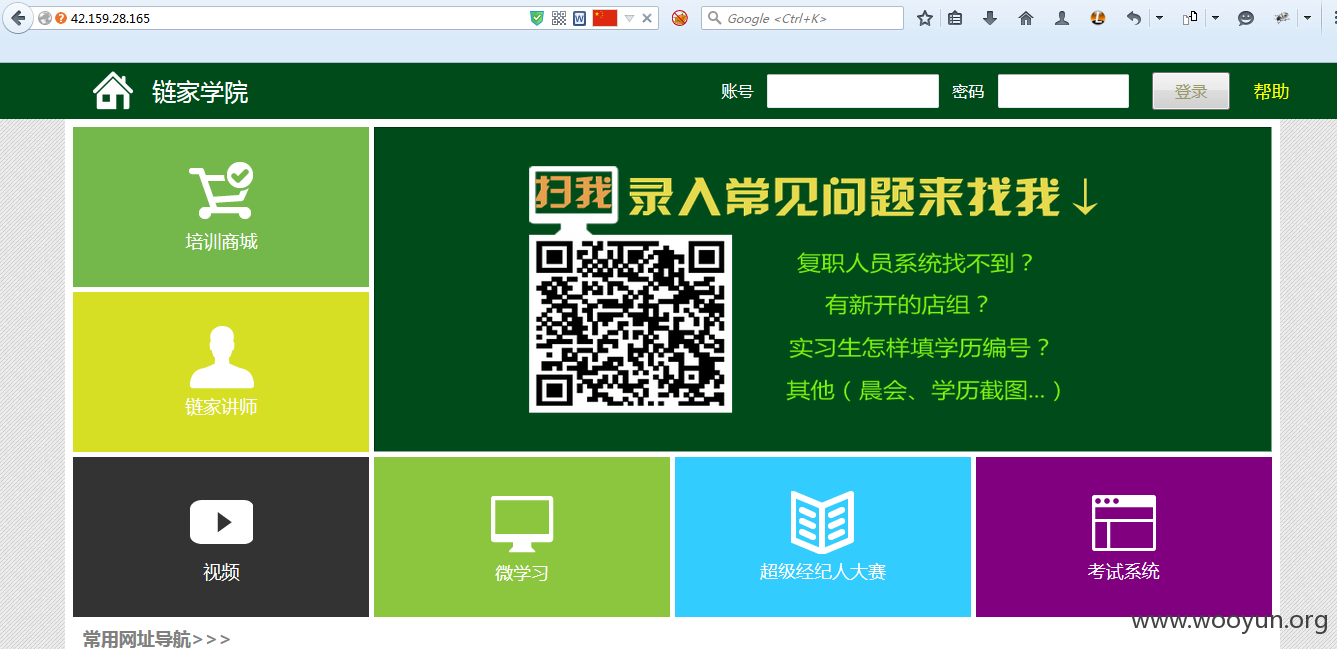 42.159.28.165
Google <Ctrl+K>
链家学院
账号
密码
登录
帮助
培训商城
扫我 录入常见问题来找我↓
复职人员系统找不到？
有新开的店组？
实习生怎样填学历编号？
其他（晨会、学历截图...）
链家讲师
视频
微学习
超级经纪人大赛
考试系统
www.wooyun.org
常用网址导航>>>